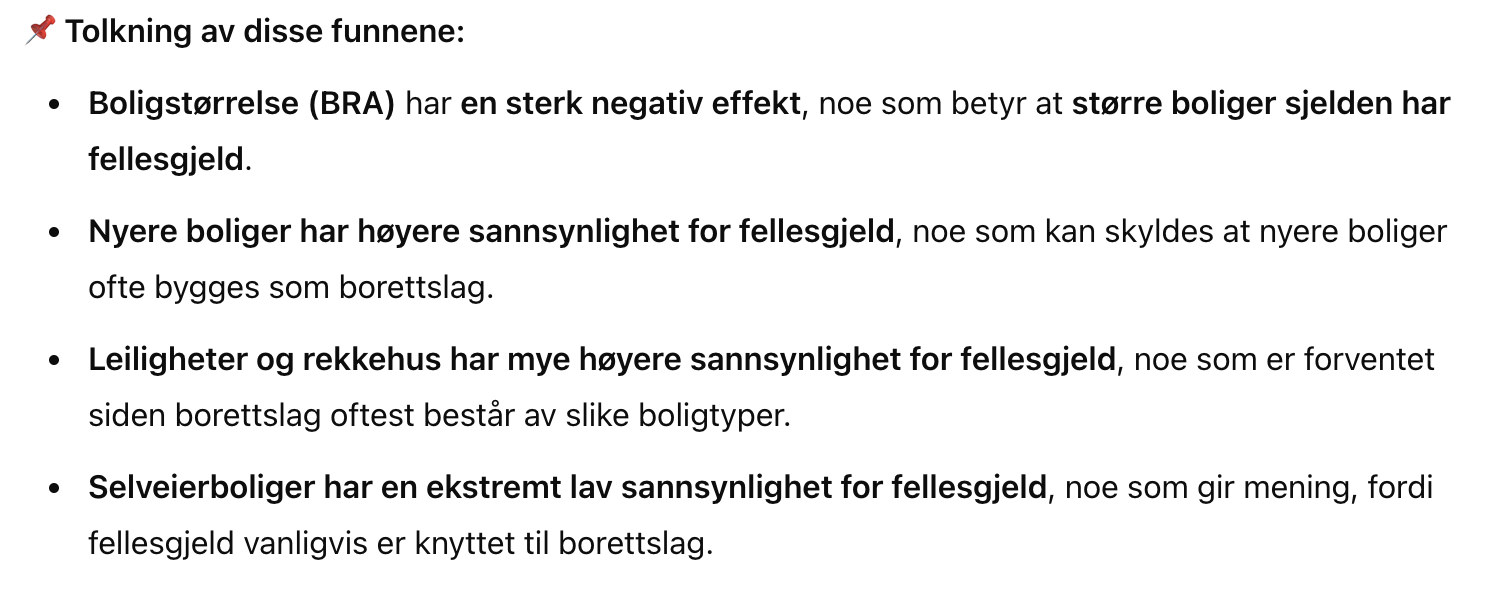 📌 Tolkning av disse funnene:
• Boligstørrelse (BRA) har en sterk negativ effekt, noe som betyr at større boliger sjelden har
fellesgjeld.
• Nyere boliger har høyere sannsynlighet for fellesgjeld, noe som kan skyldes at nyere boliger
ofte bygges som borettslag.
• Leiligheter og rekkehus har mye høyere sannsynlighet for fellesgjeld, noe som er forventet
siden borettslag oftest består av slike boligtyper.
• Selveierboliger har en ekstremt lav sannsynlighet for fellesgjeld, noe som gir mening, fordi
fellesgjeld vanligvis er knyttet til borettslag.